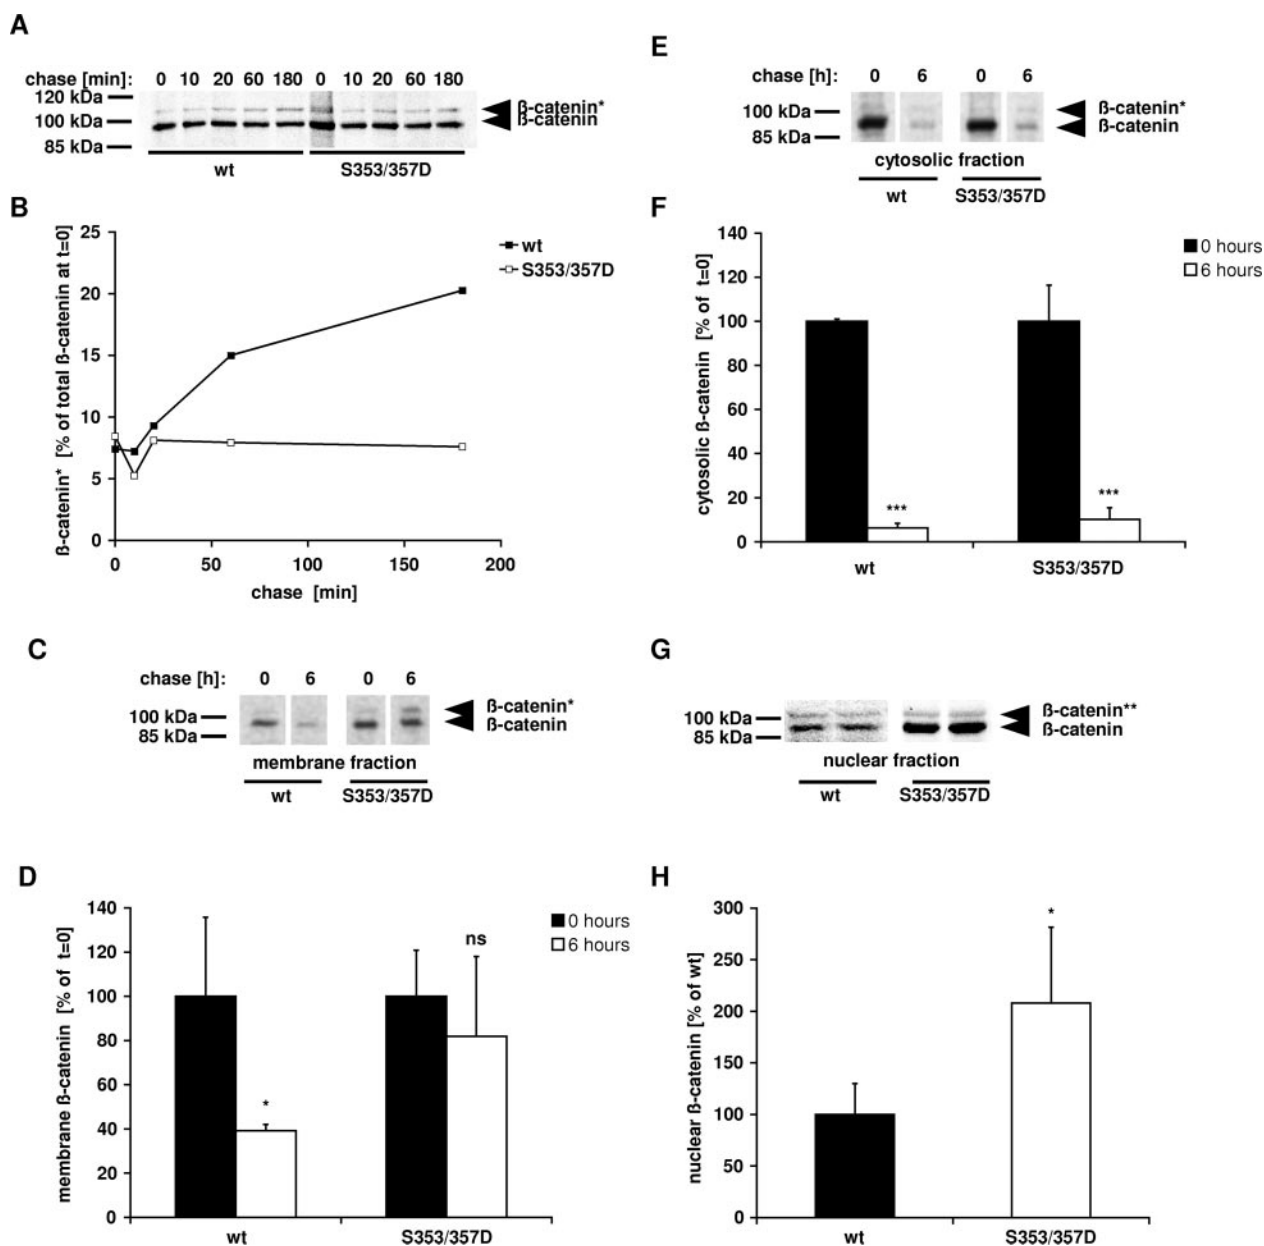 A
chase [min]: 0 10 20 60 180 0 10 20 60 180
120 kDa
100 kDa
85 kDa
ß-catenin*
ß-catenin
wt
S353/357D
B
ß-catenin* [% of total ß-catenin at t=0]
25
20
15
10
5
0
0 50 100 150 200
chase [min]
wt
S353/357D
C
chase [h]: 0 6 0 6
100 kDa
85 kDa
ß-catenin*
ß-catenin
membrane fraction
wt
S353/357D
D
membrane ß-catenin [% of t=0]
140
120
100
80
60
40
20
0
*
ns
0 hours
6 hours
wt
S353/357D
E
chase [h]: 0 6 0 6
100 kDa
85 kDa
ß-catenin*
ß-catenin
cytosolic fraction
wt
S353/357D
F
cytosolic ß-catenin [% of t=0]
140
120
100
80
60
40
20
0
***
***
0 hours
6 hours
wt
S353/357D
G
100 kDa
85 kDa
ß-catenin**
ß-catenin
nuclear fraction
wt
S353/357D
H
nuclear ß-catenin [% of wt]
300
250
200
150
100
50
0
*
wt
S353/357D